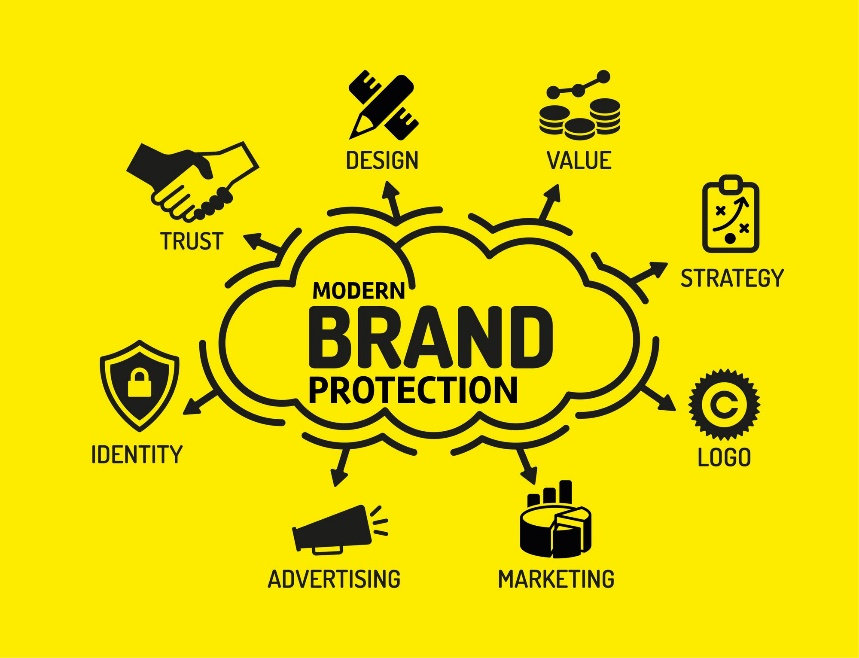 DESIGN
VALUE
TRUST
STRATEGY
MODERN
BRAND
PROTECTION
IDENTITY
C
LOGO
ADVERTISING
MARKETING